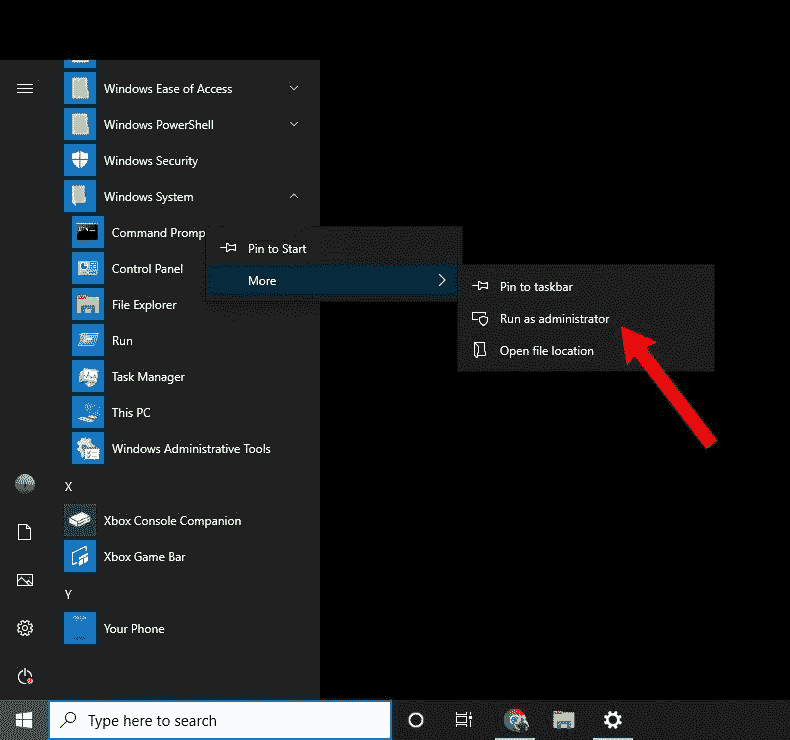 Windows Ease of Access
Windows PowerShell
Windows Security
Windows System
Command Promp
Pin to Start
More
Control Panel
File Explorer
Run
Task Manager
This PC
Windows Administrative Tools
Pin to taskbar
Run as administrator
Open file location
X
Xbox Console Companion
Xbox Game Bar
Y
Your Phone
Type here to search